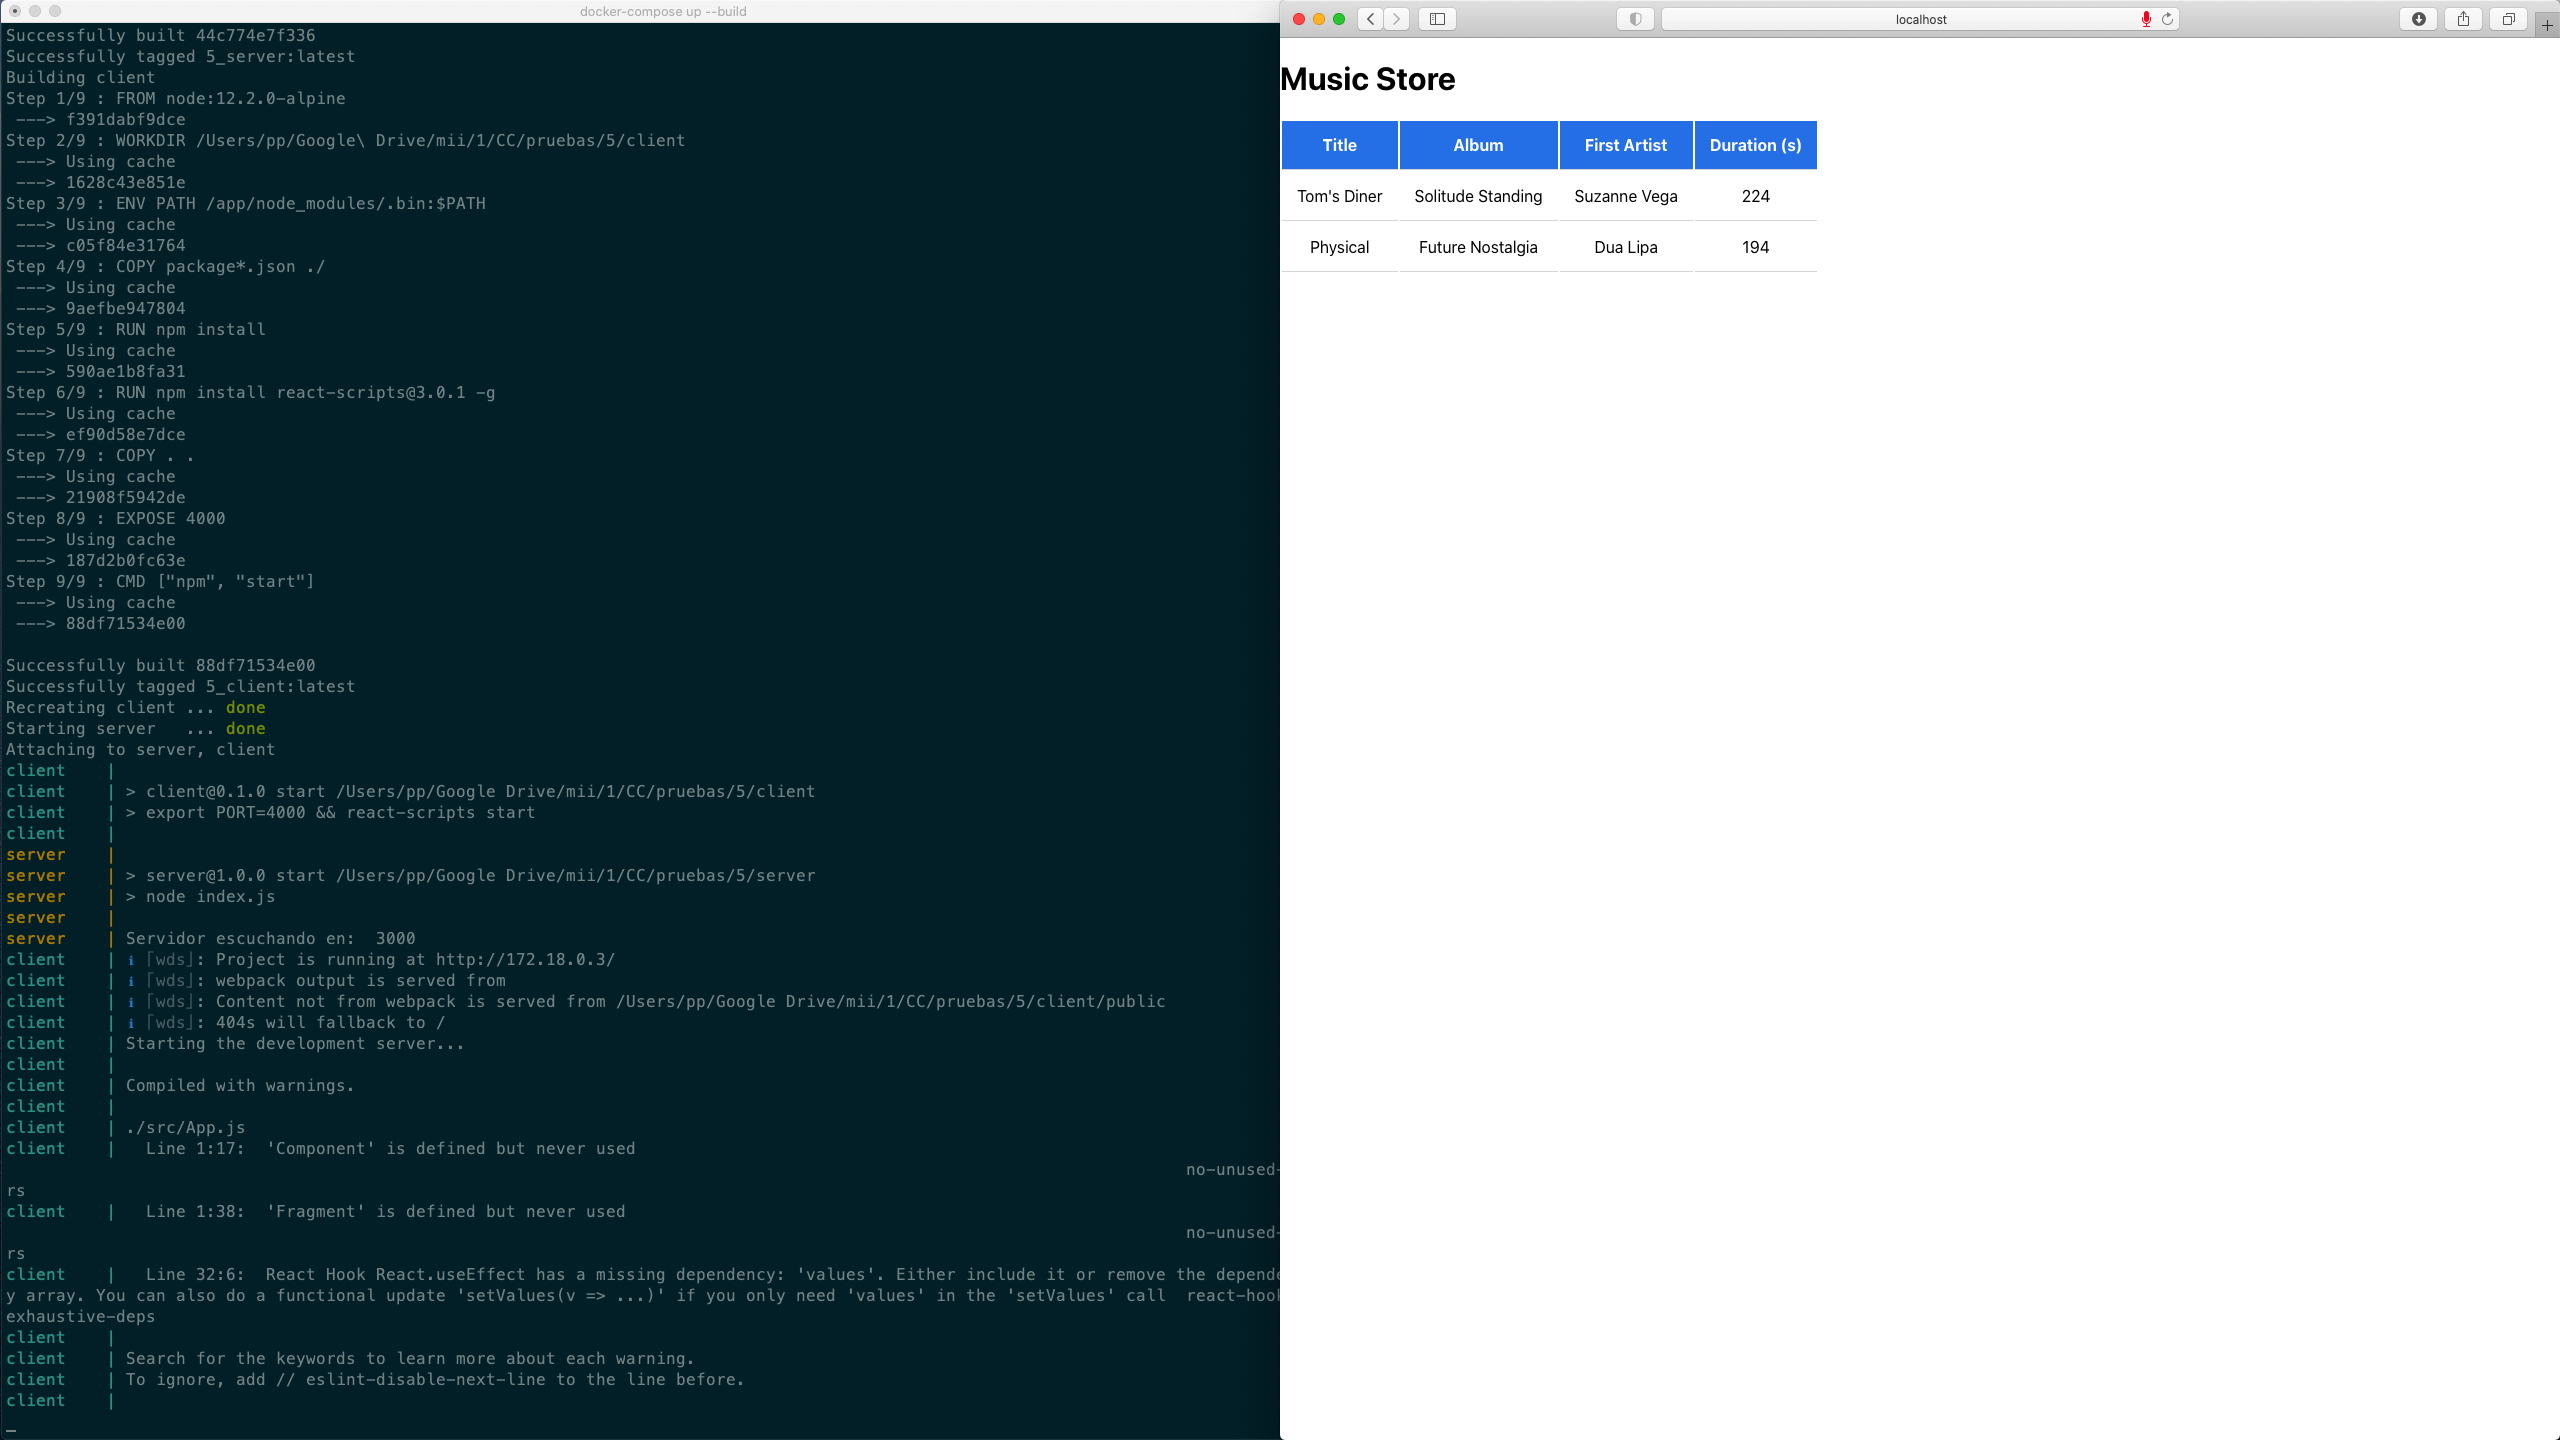 docker-compose up --build
Successfully built 44c774e7f336
Successfully tagged 5_server:latest
Building client
Step 1/9 : FROM node:12.2.0-alpine
---> f391dabf9dce
Step 2/9 : WORKDIR /Users/pp/Google\ Drive/mii/1/CC/pruebas/5/client
---> Using cache
---> 1628c43e851e
Step 3/9 : ENV PATH /app/node_modules/.bin:$PATH
---> Using cache
---> c05f84e31764
Step 4/9 : COPY package*.json ./
---> Using cache
---> 9aefbe947804
Step 5/9 : RUN npm install
---> Using cache
---> 590ae1b8fa31
Step 6/9 : RUN npm install react-scripts@3.0.1 -g
---> Using cache
---> ef90d58e7dce
Step 7/9 : COPY . .
---> Using cache
---> 21908f5942de
Step 8/9 : EXPOSE 4000
---> Using cache
---> 187d2b0fc63e
Step 9/9 : CMD ["npm", "start"]
---> Using cache
---> 88df71534e00
Successfully built 88df71534e00
Successfully tagged 5_client:latest
Recreating client ... done
Starting server   ... done
Attaching to server, client
client    |
client    | > client@0.1.0 start /Users/pp/Google Drive/mii/1/CC/pruebas/5/client
client    | > export PORT=4000 && react-scripts start
client    |
server    |
server    | > server@1.0.0 start /Users/pp/Google Drive/mii/1/CC/pruebas/5/server
server    | > node index.js
server    |
server    | Servidor escuchando en:  3000
client    | ℹ ｢wds｣: Project is running at http://172.18.0.3/
client    | ℹ ｢wds｣: webpack output is served from
client    | ℹ ｢wds｣: Content not from webpack is served from /Users/pp/Google Drive/mii/1/CC/pruebas/5/client/public
client    | ℹ ｢wds｣: 404s will fallback to /
client    | Starting the development server...
client    |
client    | Compiled with warnings.
client    |
client    | ./src/App.js
client    |   Line 1:17:  'Component' is defined but never used
no-unused-
rs
client    |   Line 1:38:  'Fragment' is defined but never used
no-unused-
rs
client    |   Line 32:6:  React Hook React.useEffect has a missing dependency: 'values'. Either include it or remove the depende
y array. You can also do a functional update 'setValues(v => ...)' if you only need 'values' in the 'setValues' call  react-hook
exhaustive-deps
client    |
client    | Search for the keywords to learn more about each warning.
client    | To ignore, add // eslint-disable-next-line to the line before.
client    |
localhost
Music Store
Title Album First Artist Duration (s)
Tom's Diner Solitude Standing Suzanne Vega 224
Physical Future Nostalgia Dua Lipa 194